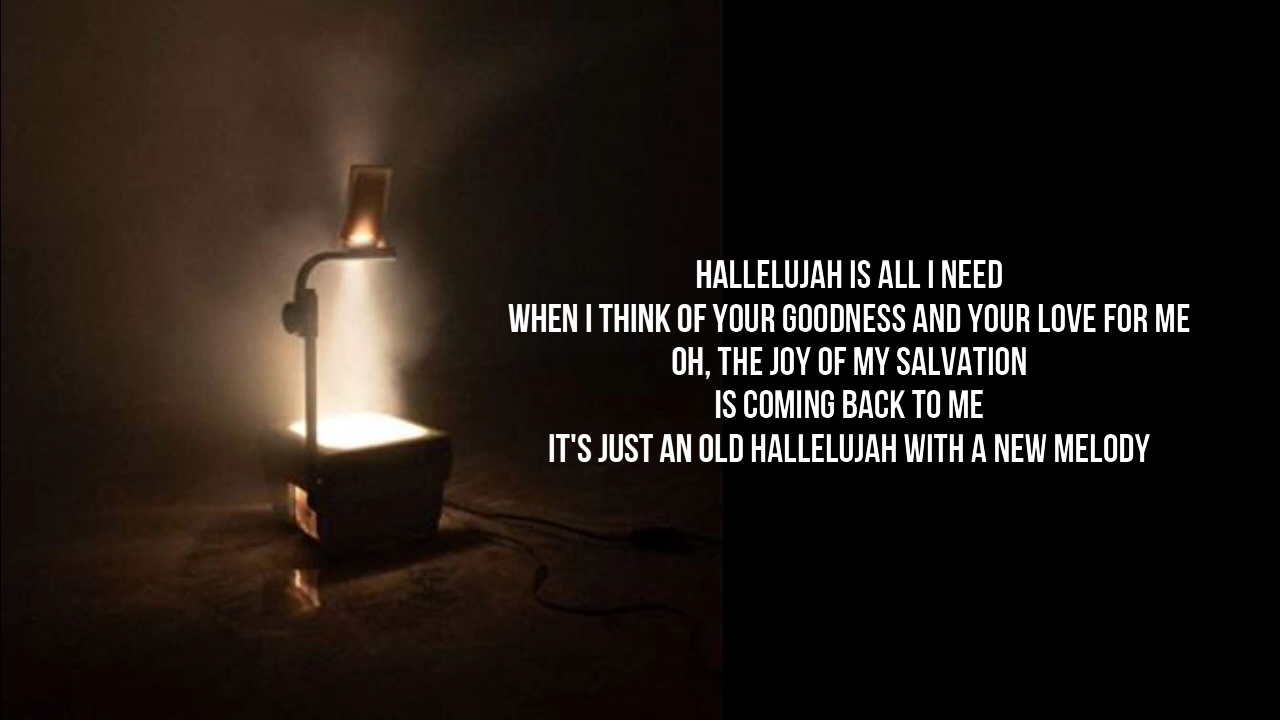 HALLELUJAH IS ALL I NEED
WHEN I THINK OF YOUR GOODNESS AND YOUR LOVE FOR ME
OH, THE JOY OF MY SALVATION
IS COMING BACK TO ME
IT'S JUST AN OLD HALLELUJAH WITH A NEW MELODY